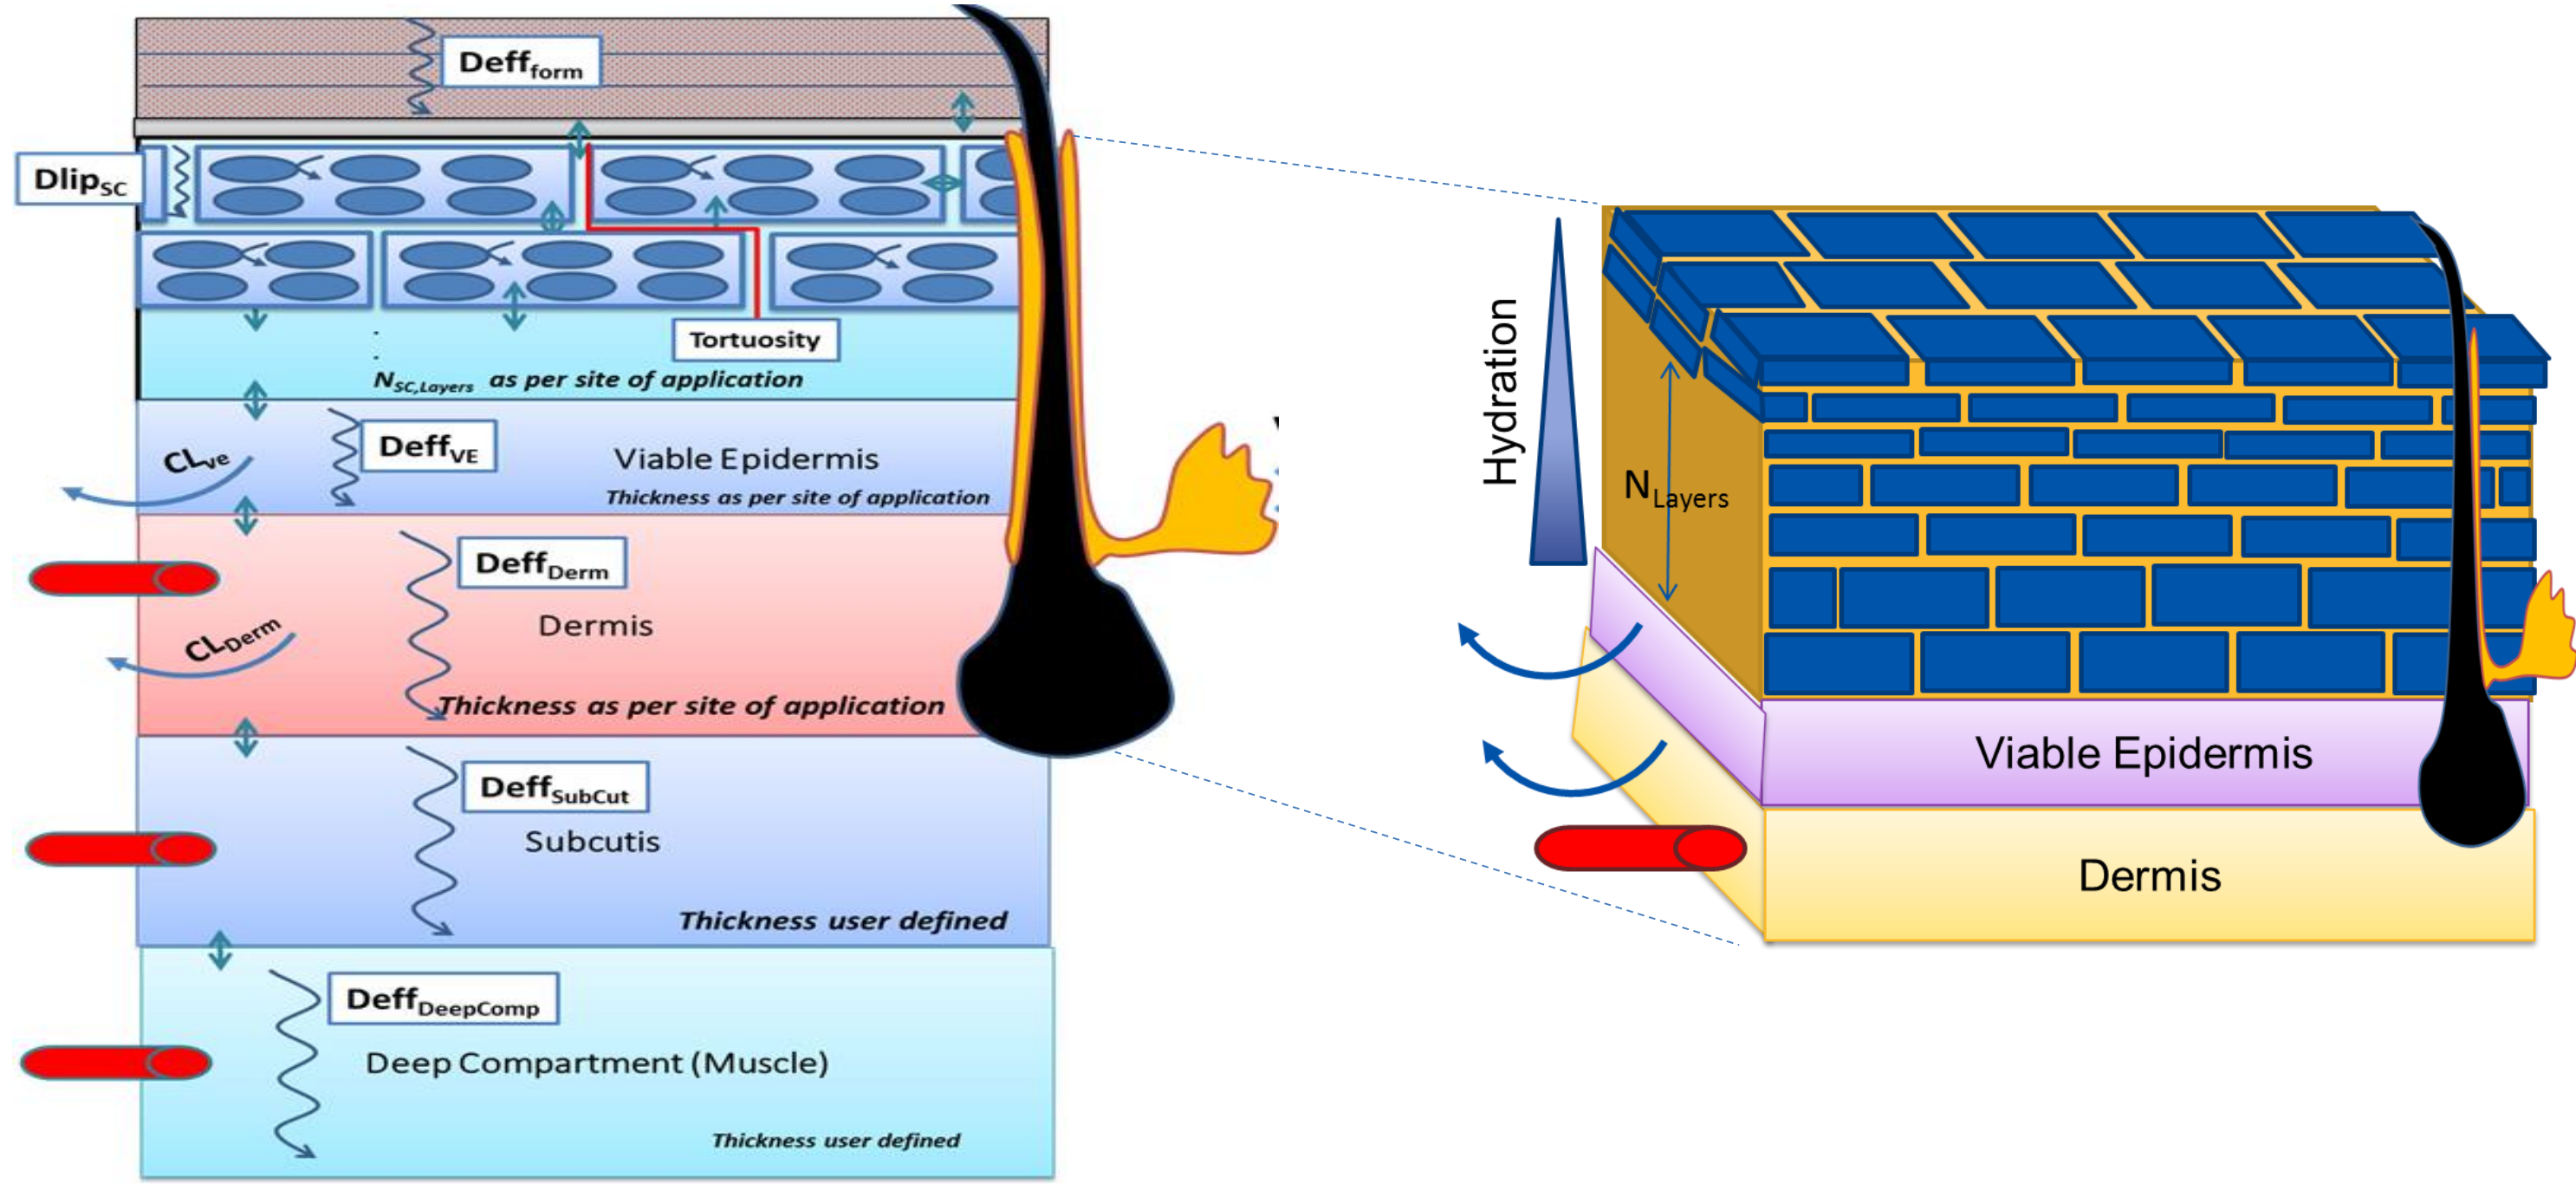 Deffform
DlipSC
Tortuosity
NSC,Layers as per site of application
CLve
DeffVE
Viable Epidermis
Thickness as per site of application
DeffDerm
Dermis
CLDerm
Thickness as per site of application
DeffSubCut
Subcutis
Thickness user defined
DeffDeepComp
Deep Compartment (Muscle)
Thickness user defined
Hydration
NLayers
Viable Epidermis
Dermis